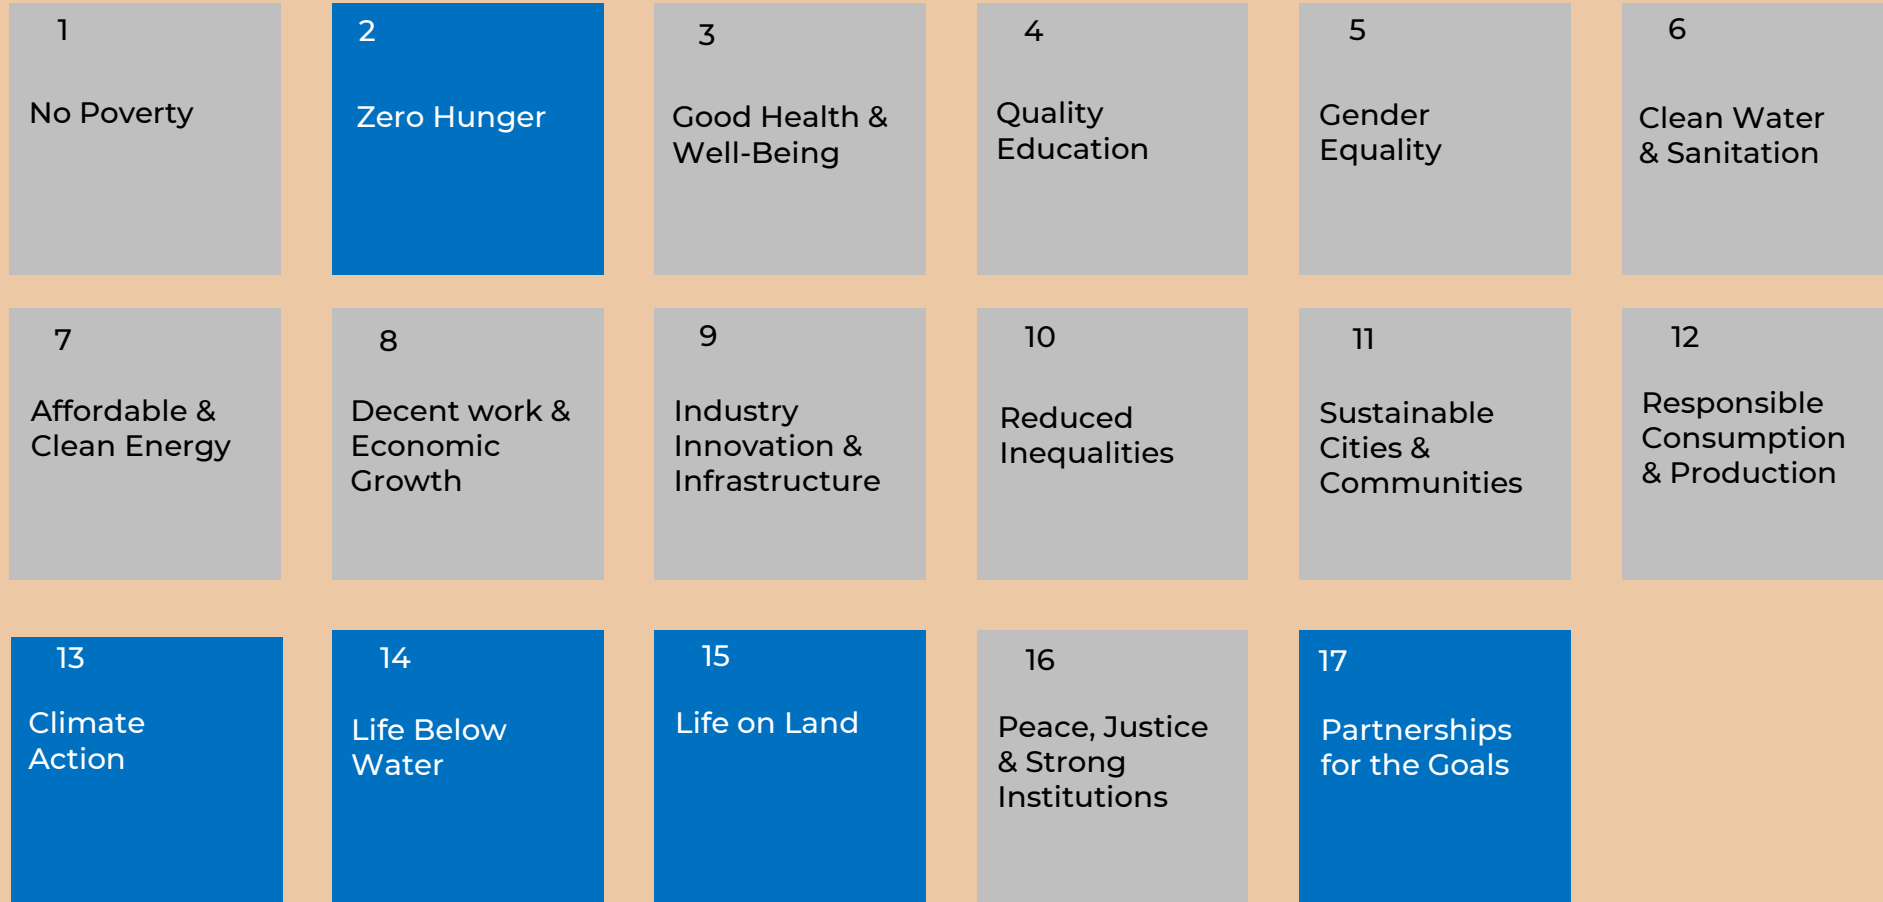 1
No Poverty
2
Zero Hunger
3
Good Health &
Well-Being
4
Quality
Education
5
Gender
Equality
6
Clean Water
& Sanitation
7
Affordable &
Clean Energy
8
Decent work &
Economic
Growth
9
Industry
Innovation &
Infrastructure
10
Reduced
Inequalities
11
Sustainable
Cities &
Communities
12
Responsible
Consumption
& Production
13
Climate
Action
14
Life Below
Water
15
Life on Land
16
Peace, Justice
& Strong
Institutions
17
Partnerships
for the Goals